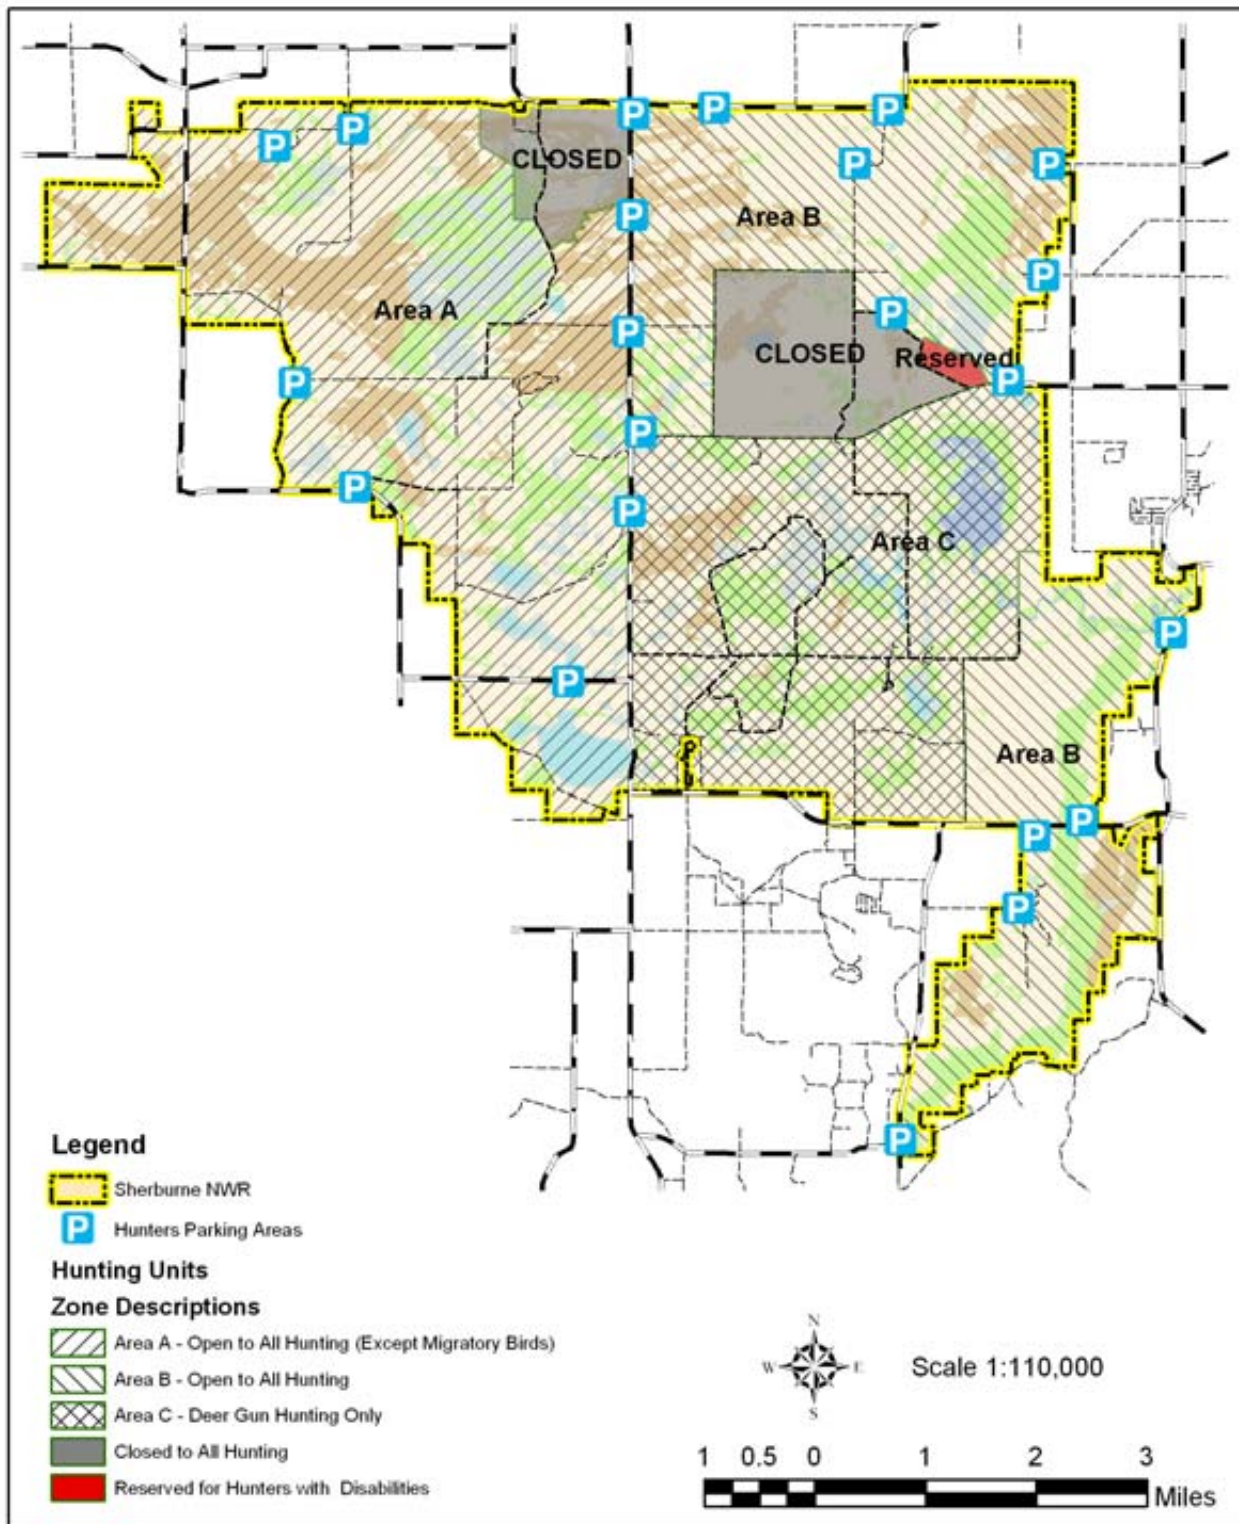 P P P P
P P
CLOSED
P P
P
Area B
P
Area A
P
CLOSED
P
Reserved
P
P
P
P
P
Area C
P
P
Area B
P
P
P
P
Legend
Sherburne NWR
P Hunters Parking Areas
Hunting Units
Zone Descriptions
Area A - Open to All Hunting (Except Migratory Birds)
Area B - Open to All Hunting
Area C - Deer Gun Hunting Only
Closed to All Hunting
Reserved for Hunters with Disabilities
N
W E
S
Scale 1:110,000
1 0.5 0 1 2 3
Miles